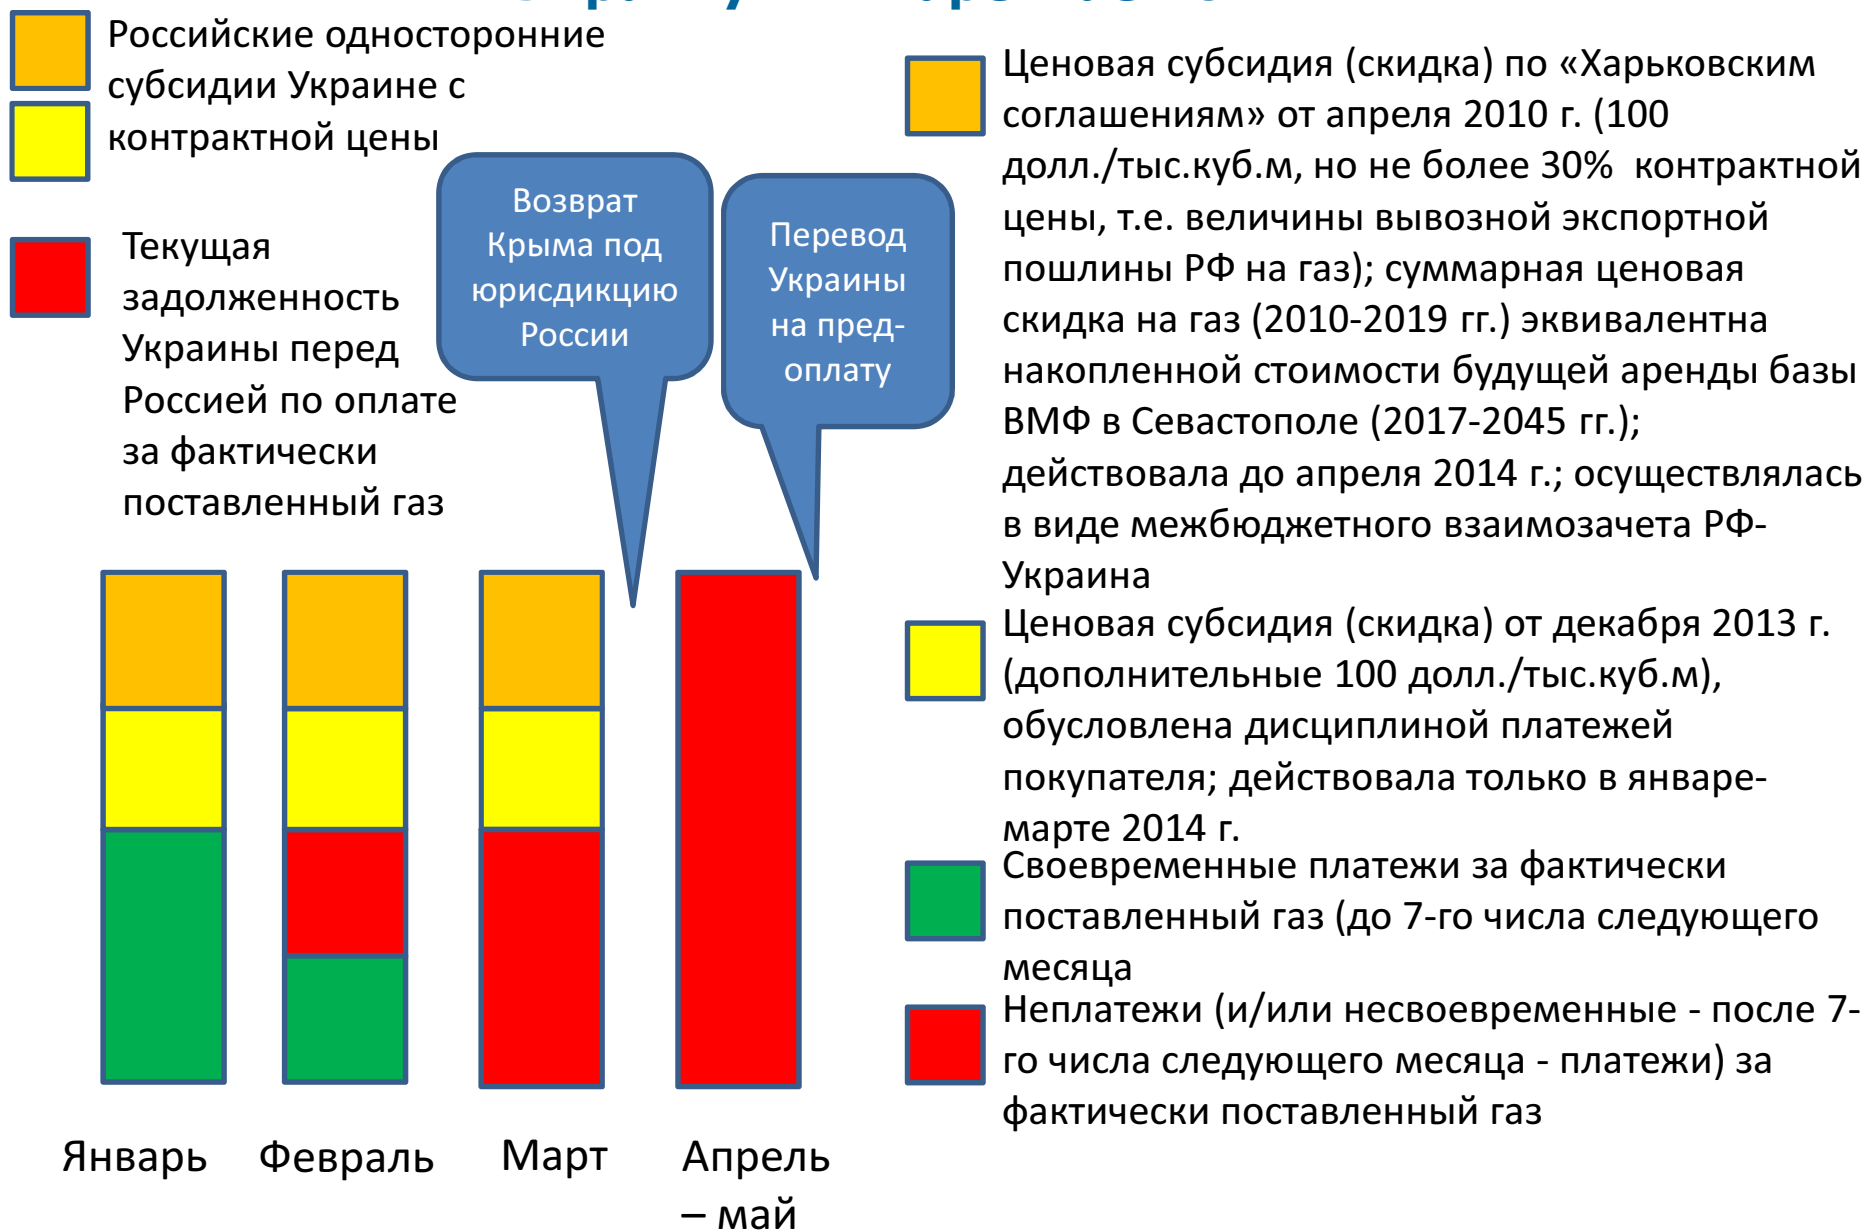 Российские односторонние
субсидии Украине с
контрактной цены
Текущая
задолженность
Украины перед
Россией по оплате
за фактически
поставленный газ
Возврат
Крыма под
юрисдикцию
России
Перевод
Украины
на пред-
оплату
Январь
Февраль
Март
Апрель
– май
Ценовая субсидия (скидка) по «Харьковским
соглашениям» от апреля 2010 г. (100
долл./тыс.куб.м, но не более 30% контрактной
цены, т.е. величины вывозной экспортной
пошлины РФ на газ); суммарная ценовая
скидка на газ (2010-2019 гг.) эквивалентна
накопленной стоимости будущей аренды базы
ВМФ в Севастополе (2017-2045 гг.);
действовала до апреля 2014 г.; осуществлялась
в виде межбюджетного взаимозачета РФ-
Украина
Ценовая субсидия (скидка) от декабря 2013 г.
(дополнительные 100 долл./тыс.куб.м),
обусловлена дисциплиной платежей
покупателя; действовала только в январе-
марте 2014 г.
Своевременные платежи за фактически
поставленный газ (до 7-го числа следующего
месяца
Неплатежи (и/или несвоевременные - после 7-
го числа следующего месяца - платежи) за
фактически поставленный газ